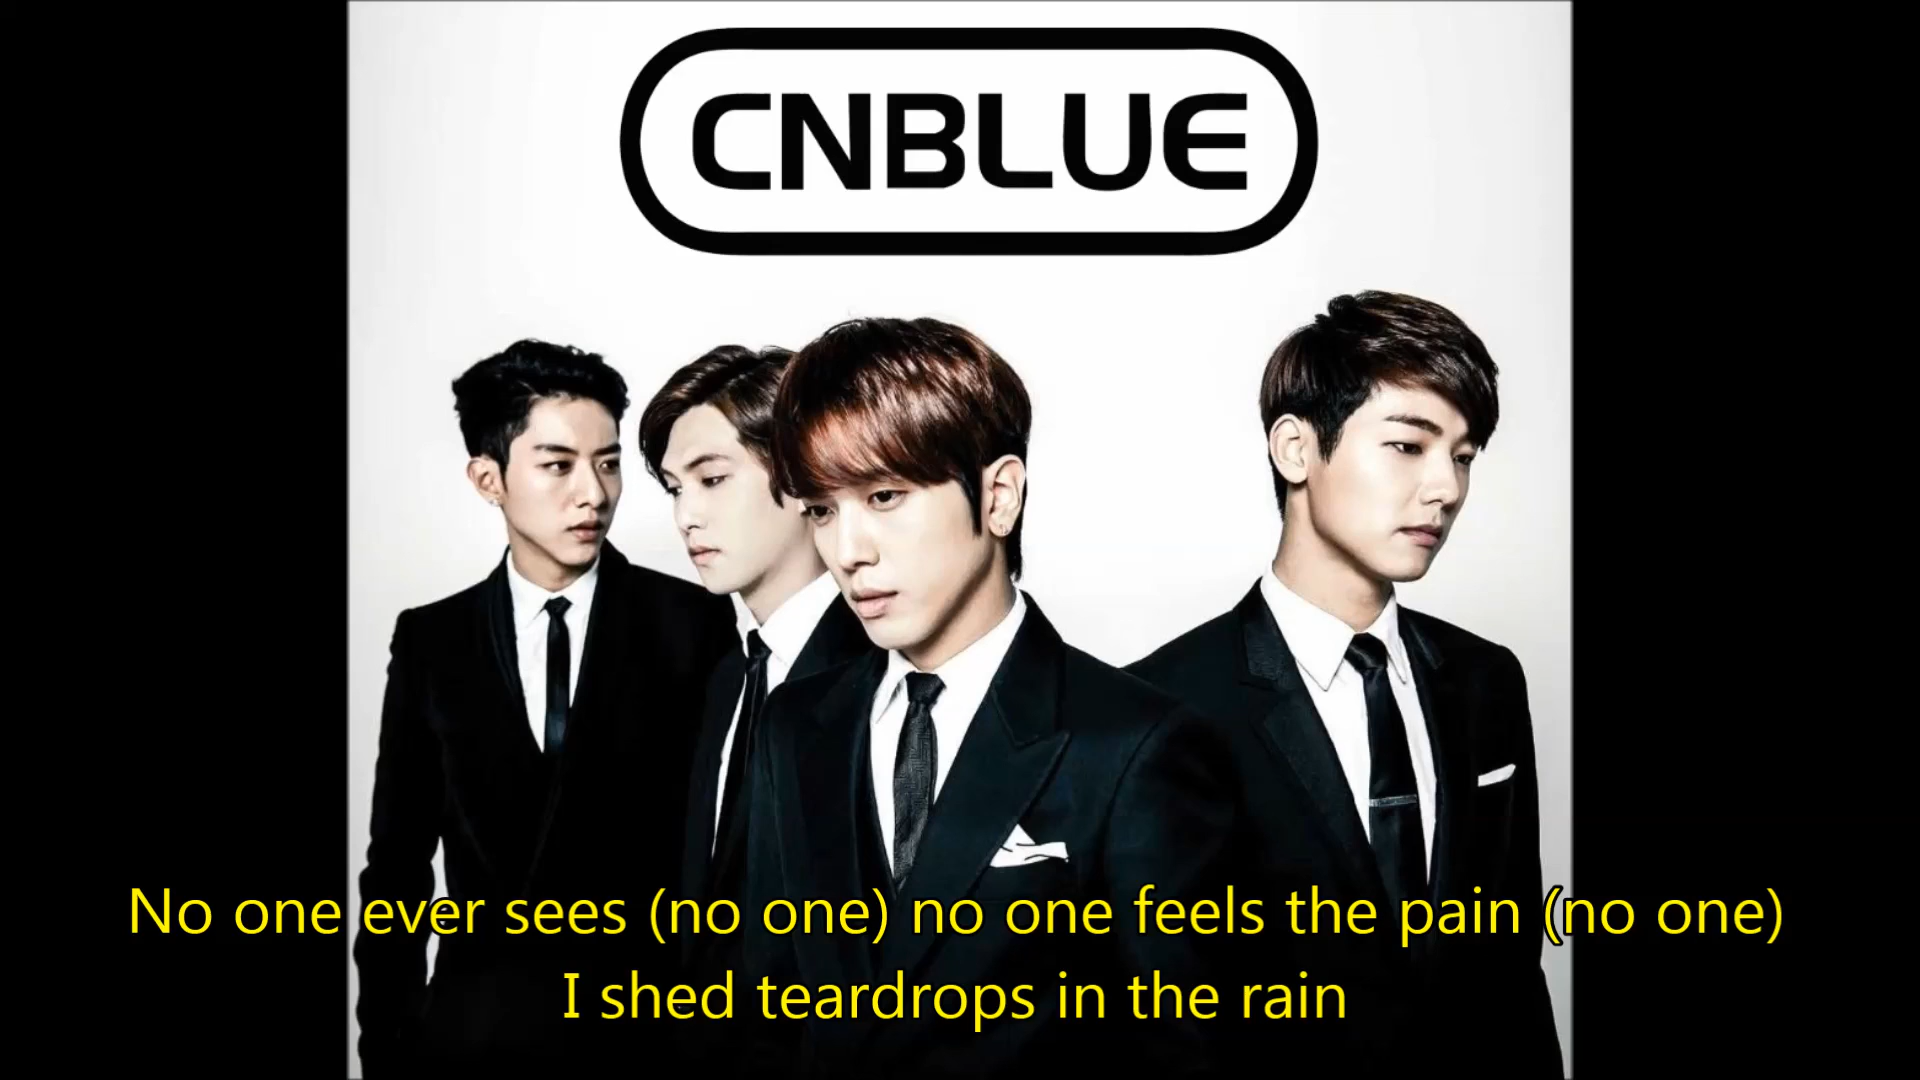 CNBLUE
No one ever sees (no one) no one feels the pain (no one)
I shed teardrops in the rain